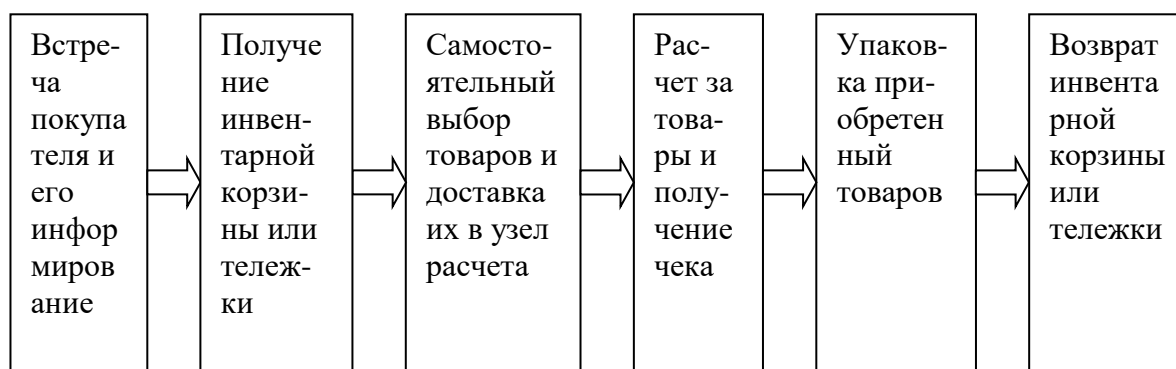 Встре-
ча
покупа
теля и
его
инфор
миров
ание
Получе
ние
инвен-
тарной
корзи-
ны или
тележ-
ки
Самосто-
ятельный
выбор
товаров и
доставка
их в узел
расчета
Рас-
чет за
това-
ры и
полу-
чение
чека
Упаков-
ка при-
обретен
ный
товаров
Возврат
инвента
рной
корзины
или
тележки